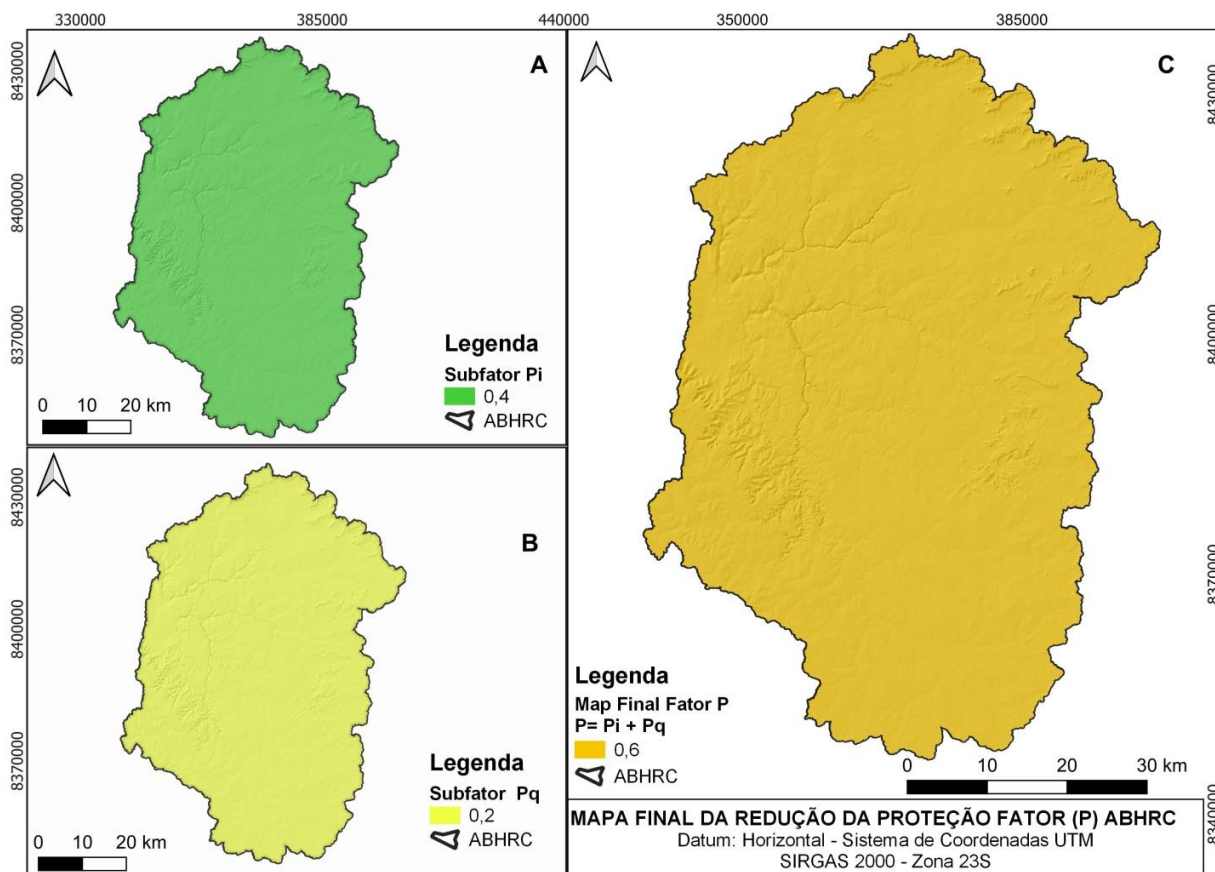 330000 385000 440000
8430000
8400000
8370000
A
Legenda
Subfator Pi
0,4
ABHRC
0 10 20 km
8430000
8400000
8370000
B
Legenda
Subfator Pq
0,2
ABHRC
0 10 20 km
350000 385000
C
8430000
8400000
8370000
8340000
Legenda
Map Final Fator P
P= Pi + Pq
0,6
ABHRC
0 10 20 30 km
MAPA FINAL DA REDUÇÃO DA PROTEÇÃO FATOR (P) ABHRC
Datum: Horizontal - Sistema de Coordenadas UTM
SIRGAS 2000 - Zona 23S